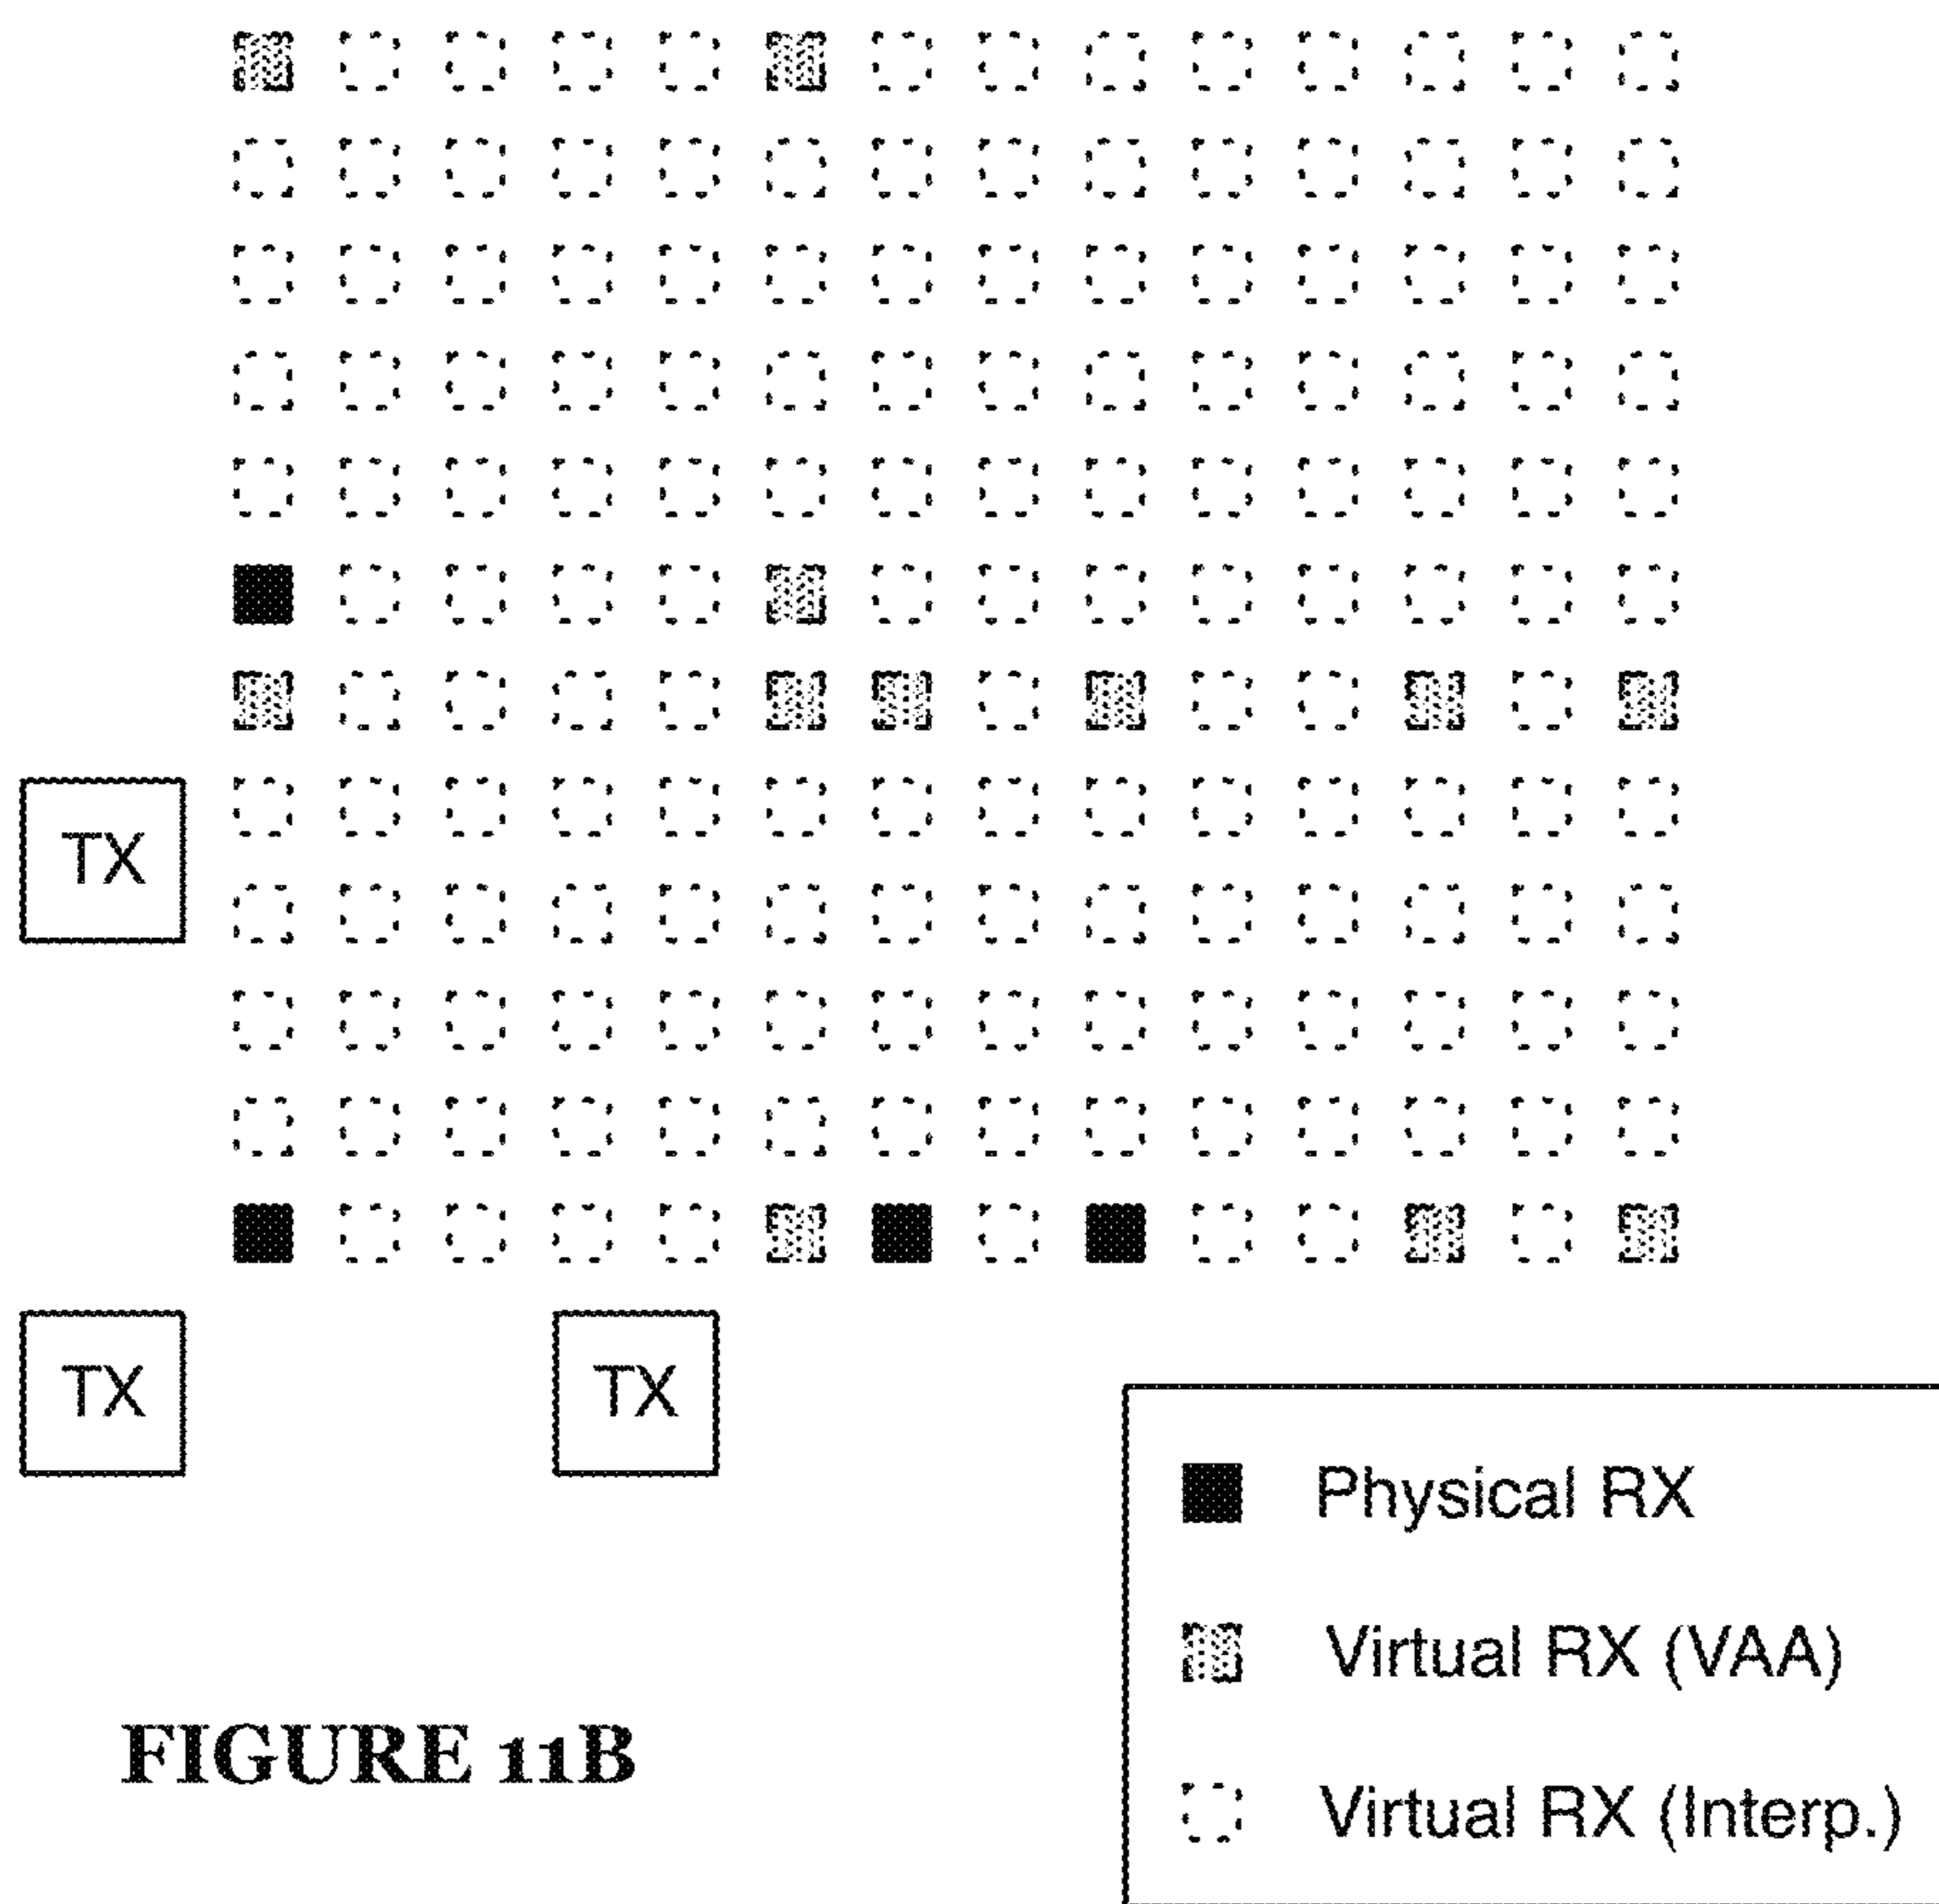 TX
TX
TX
Physical RX
Virtual RX (VAA)
Virtual RX (Interp.)
FIGURE 11B